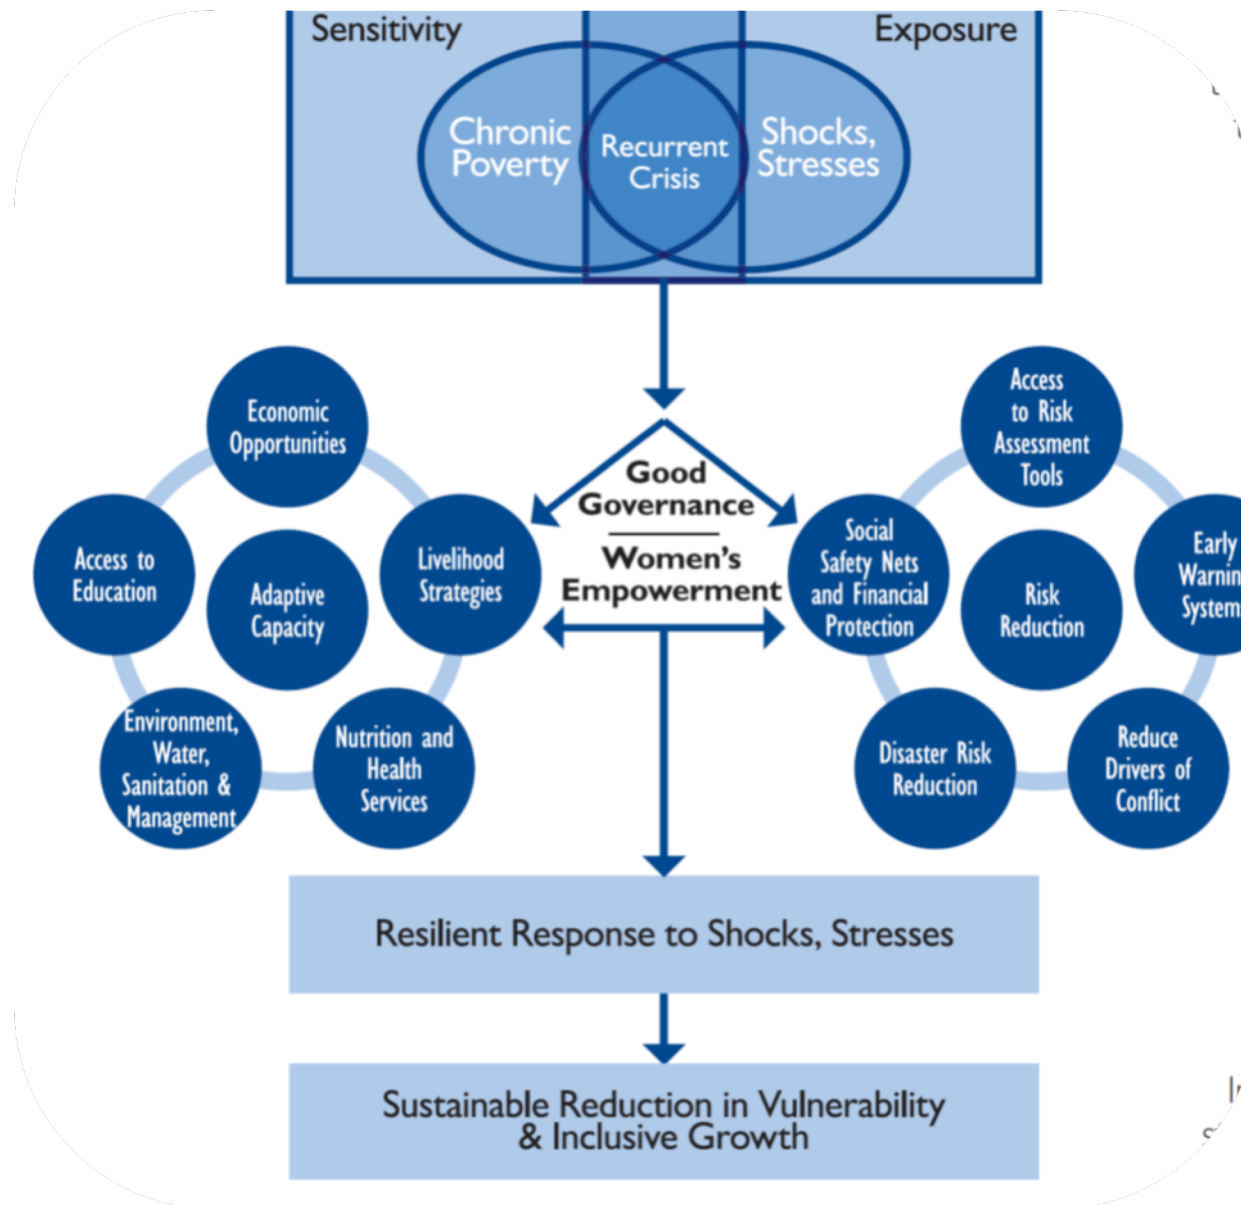 Sensitivity
Exposure
Chronic
Poverty
Recurrent
Crisis
Shocks,
Stresses
Good
Governance
Women's
Empowerment
Economic
Opportunities
Access to
Education
Livelihood
Strategies
Adaptive
Capacity
Environment,
Water,
Sanitation &
Management
Nutrition and
Health
Services
Access
to Risk
Assessment
Tools
Social
Safety Nets
and Financial
Protection
Early
Risk
Reduction
Disaster Risk
Reduction
Reduce
Drivers of
Conflict
Resilient Response to Shocks, Stresses
Sustainable Reduction in Vulnerability
& Inclusive Growth